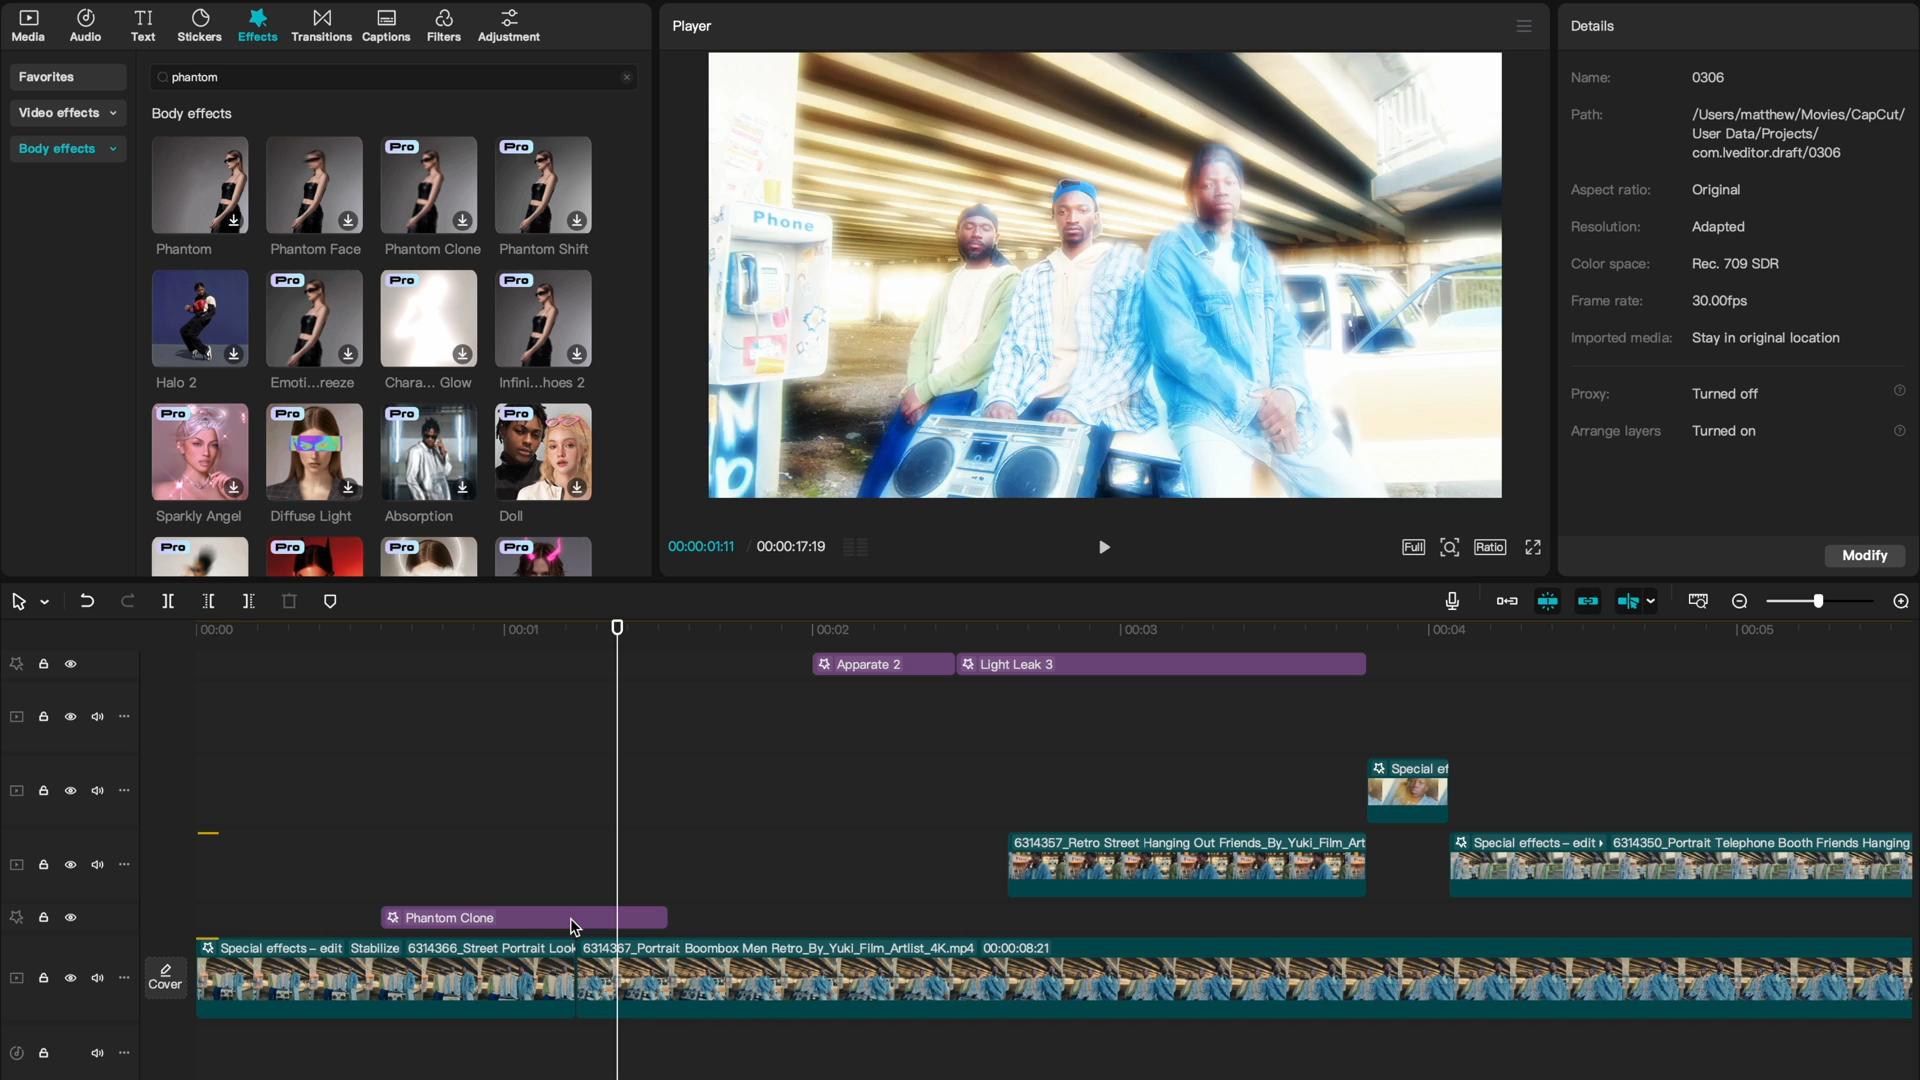 Media
Audio
Text
Stickers
Effects
Transitions
Captions
Filters
Adjustment
Favorites
Video effects
Body effects
phantom
Body effects
Phantom
Phantom Face
Pro
Phantom Clone
Pro
Phantom Shift
Halo 2
Pro
Emoti...reeze
Pro
Chara... Glow
Pro
Infini...hoes 2
Pro
Sparkly Angel
Pro
Diffuse Light
Pro
Absorption
Pro
Doll
Pro
Pro
Pro
Pro
Player
Phone
00:00:01:11 / 00:00:17:19
Full
Ratio
Details
Name: 0306
Path: /Users/matthew/Movies/CapCut/
User Data/Projects/
com.lveditor.draft/0306
Aspect ratio: Original
Resolution: Adapted
Color space: Rec. 709 SDR
Frame rate: 30.00fps
Imported media: Stay in original location
Proxy: Turned off
Arrange layers Turned on
Modify
00:00
00:01
00:02
00:03
00:04
00:05
Apparate 2
Light Leak 3
Special ef
6314357_Retro Street Hanging Out Friends_By_Yuki_Film_Art
Special effects – edit 6314350_Portrait Telephone Booth Friends Hanging
Phantom Clone
Cover
Special effects – edit Stabilize 6314366_Street Portrait Look
6314367_Portrait Boombox Men Retro_By_Yuki_Film_Artlist_4K.mp4 00:00:08:21